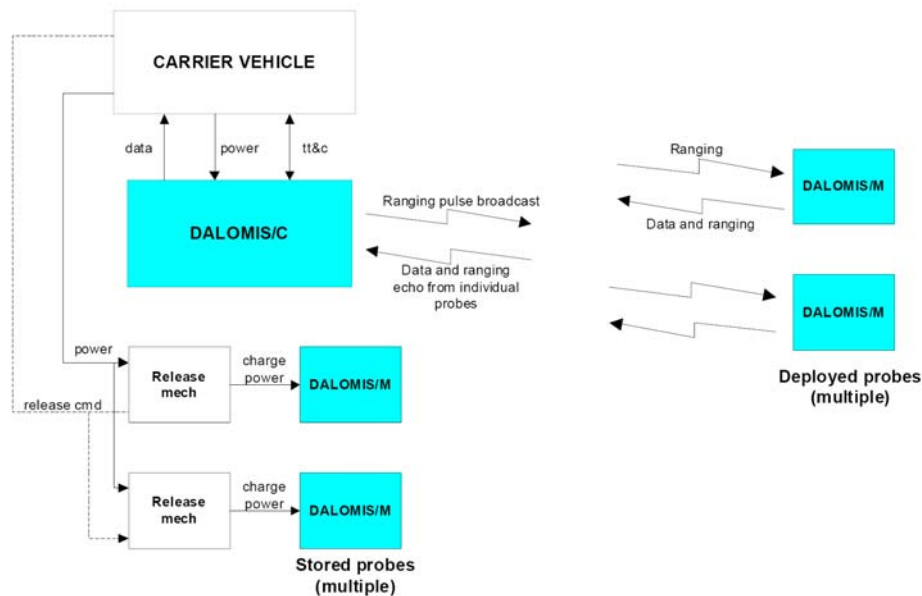 CARRIER VEHICLE
data
power
tt&c
DALOMIS/C
Ranging pulse broadcast
Data and ranging
echo from individual
probes
Ranging
Data and ranging
DALOMIS/M
DALOMIS/M
Deployed probes
(multiple)
power
release cmd
Release
mech
charge
power
DALOMIS/M
Release
mech
charge
power
DALOMIS/M
Stored probes
(multiple)